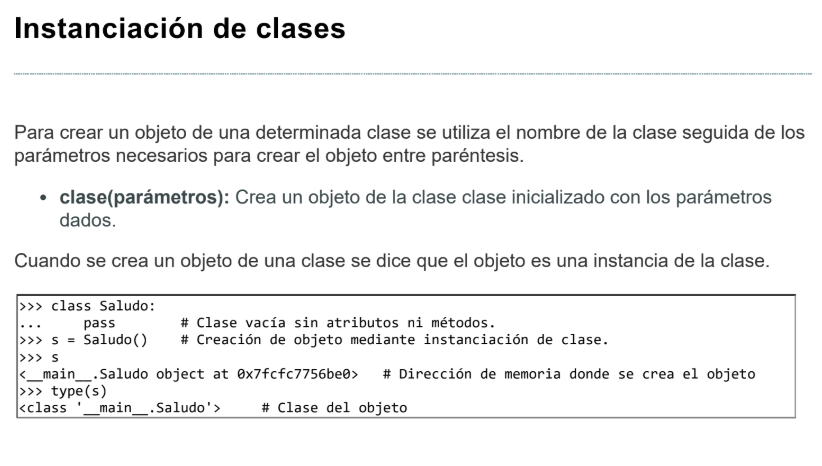 Instanciación de clases
Para crear un objeto de una determinada clase se utiliza el nombre de la clase seguida de los
parámetros necesarios para crear el objeto entre paréntesis.
• clase(parámetros): Crea un objeto de la clase clase inicializado con los parámetros
dados.
Cuando se crea un objeto de una clase se dice que el objeto es una instancia de la clase.
>>> class Saludo:
...     pass        # Clase vacía sin atributos ni métodos.
>>> s = Saludo()    # Creación de objeto mediante instanciación de clase.
>>> s
<__main__.Saludo object at 0x7fcfc7756be0>   # Dirección de memoria donde se crea el objeto
>>> type(s)
<class '__main__.Saludo'>     # Clase del objeto